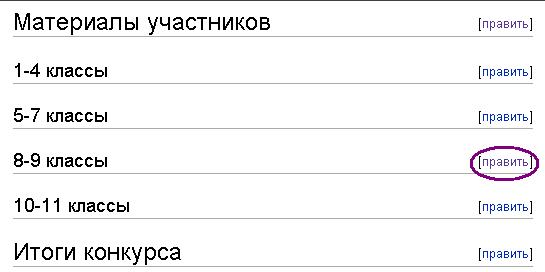 Материалы участников [править]
1-4 классы [править]
5-7 классы [править]
8-9 классы [править]
10-11 классы [править]
Итоги конкурса [править]